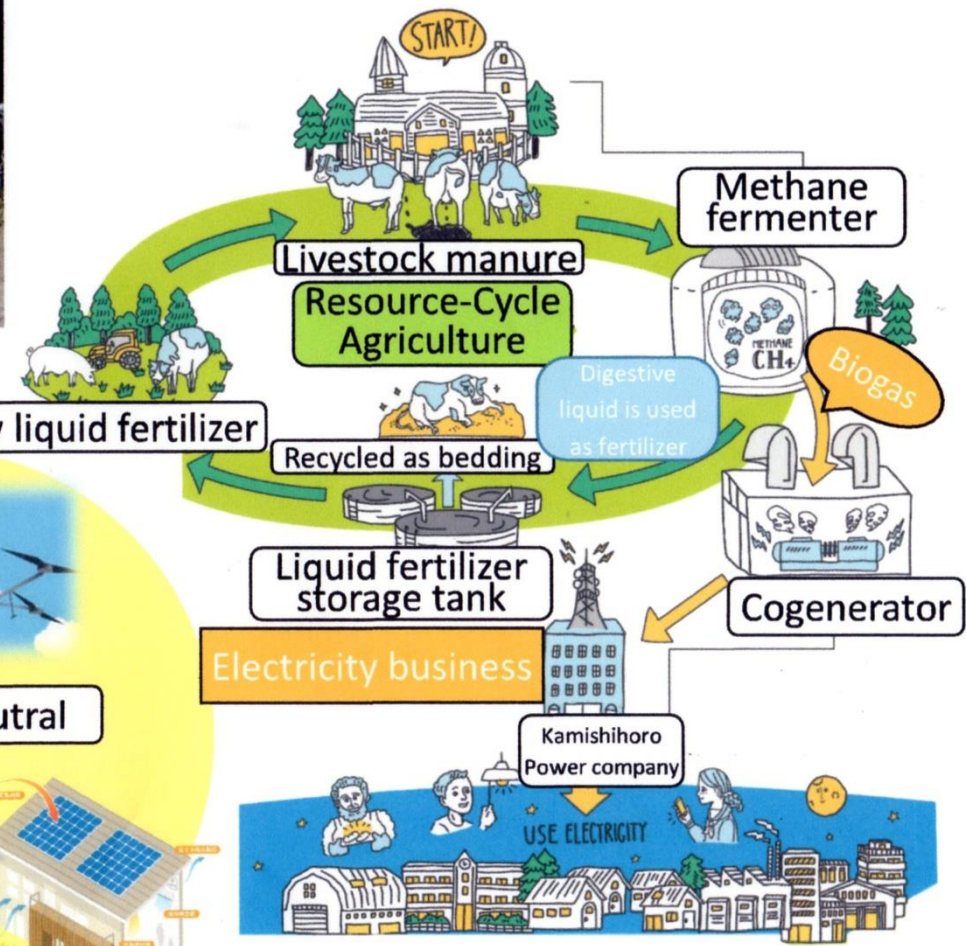 START!
Methane
fermenter
Livestock manure
Resource-Cycle
Agriculture
METHANE
CH4
Biogas
Digestive
liquid is used
as fertilizer
liquid fertilizer
Recycled as bedding
Liquid fertilizer
storage tank
Cogenerator
Electricity business
utral
Kamishihoro
Power company
USE ELECTRICITY